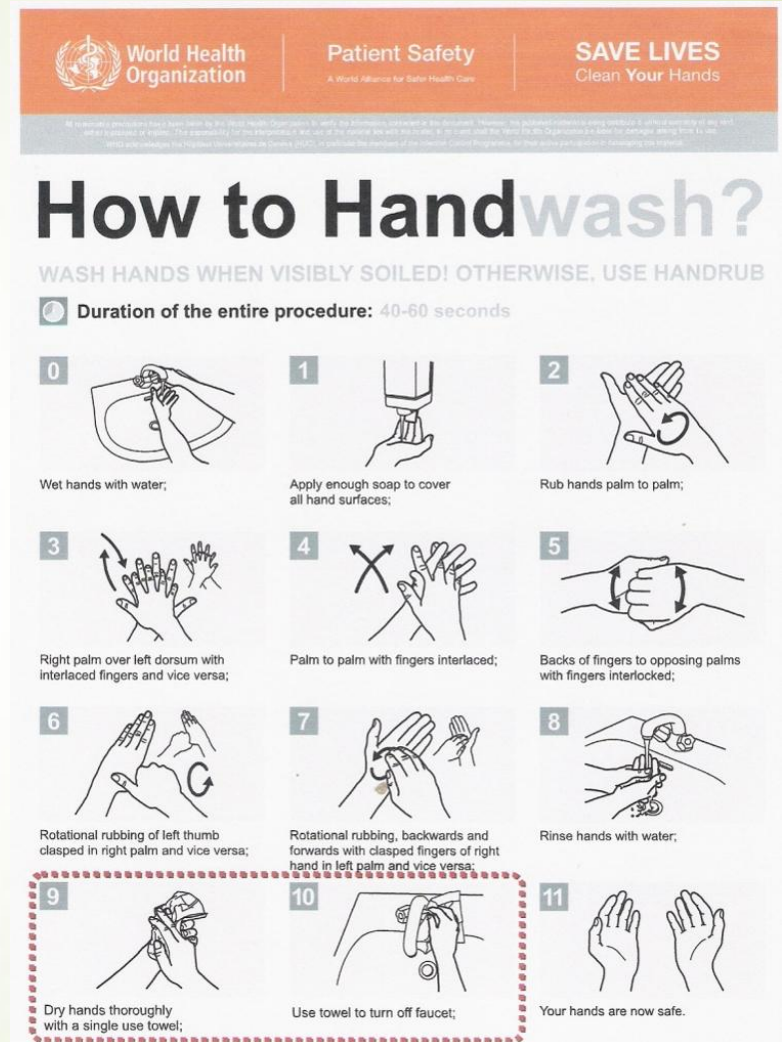 World Health
Organization
Patient Safety
A World Alliance for Safer Health Care
SAVE LIVES
Clean Your Hands
How to Handwash?
WASH HANDS WHEN VISIBLY SOILED! OTHERWISE, USE HANDRUB
Duration of the entire procedure: 40-60 seconds
0
Wet hands with water;
1
Apply enough soap to cover
all hand surfaces;
2
Rub hands palm to palm;
3
Right palm over left dorsum with
interlaced fingers and vice versa;
4
Palm to palm with fingers interlaced;
5
Backs of fingers to opposing palms
with fingers interlocked;
6
Rotational rubbing of left thumb
clasped in right palm and vice versa;
7
Rotational rubbing, backwards and
forwards with clasped fingers of right
hand in left palm and vice versa;
8
Rinse hands with water;
9
Dry hands thoroughly
with a single use towel;
10
Use towel to turn off faucet;
11
Your hands are now safe.